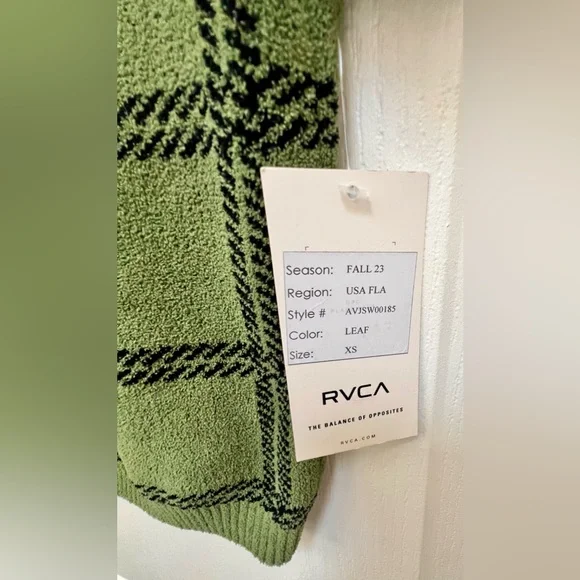 Season: FALL 23
Region: USA FLA
Style # AVJSW00185
Color: LEAF
Size: XS
RVCA
THE BALANCE OF OPPOSITES
RVCA.COM